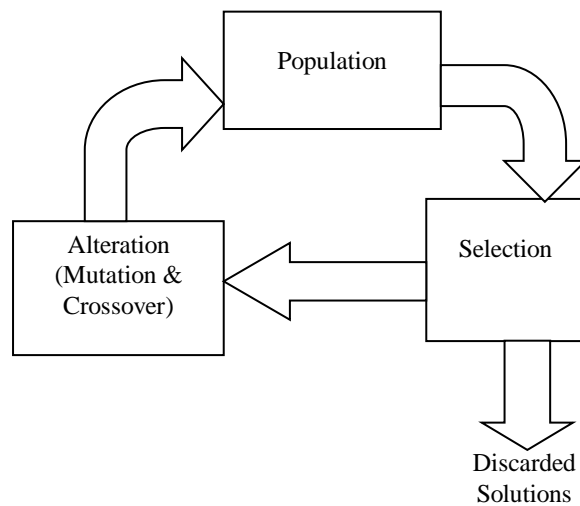 Population
Selection
Alteration
(Mutation &
Crossover)
Discarded
Solutions